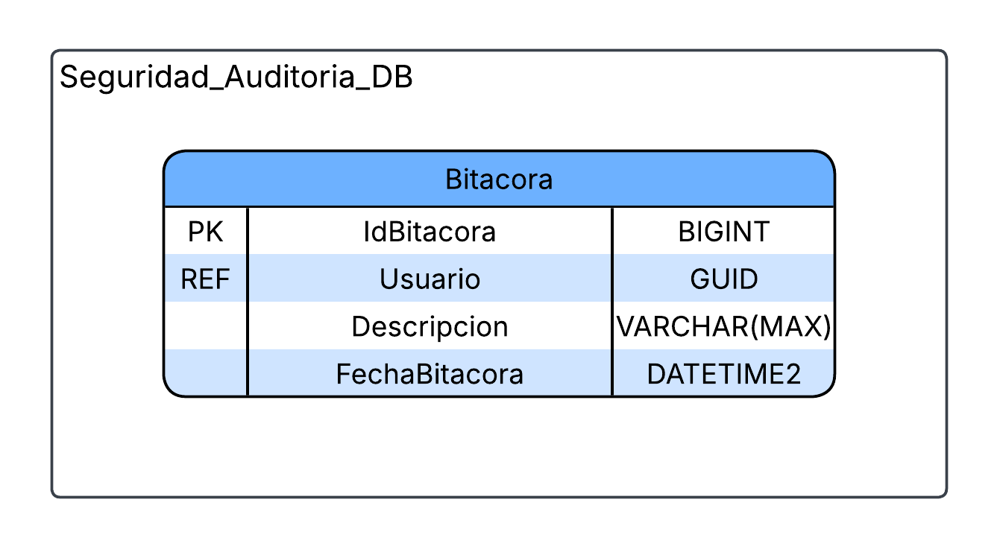 Seguridad_Auditoria_DB
Bitacora
PK IdBitacora BIGINT
REF Usuario GUID
Descripcion VARCHAR(MAX)
FechaBitacora DATETIME2